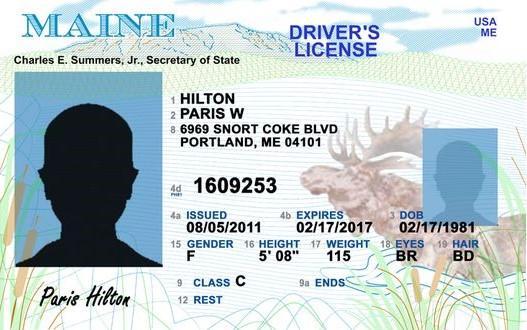 MAINE
DRIVER'S
LICENSE
USA
ME
Charles E. Summers, Jr., Secretary of State
1 HILTON
2 PARIS W
8 6969 SNORT COKE BLVD
PORTLAND, ME 04101
4d 1609253
4a ISSUED 4b EXPIRES 3 DOB
08/05/2011 02/17/2017 02/17/1981
15 GENDER 16 HEIGHT 17 WEIGHT 18 EYES 19 HAIR
F 5' 08" 115 BR BD
9 CLASS C 9a ENDS
12 REST
Paris Hilton